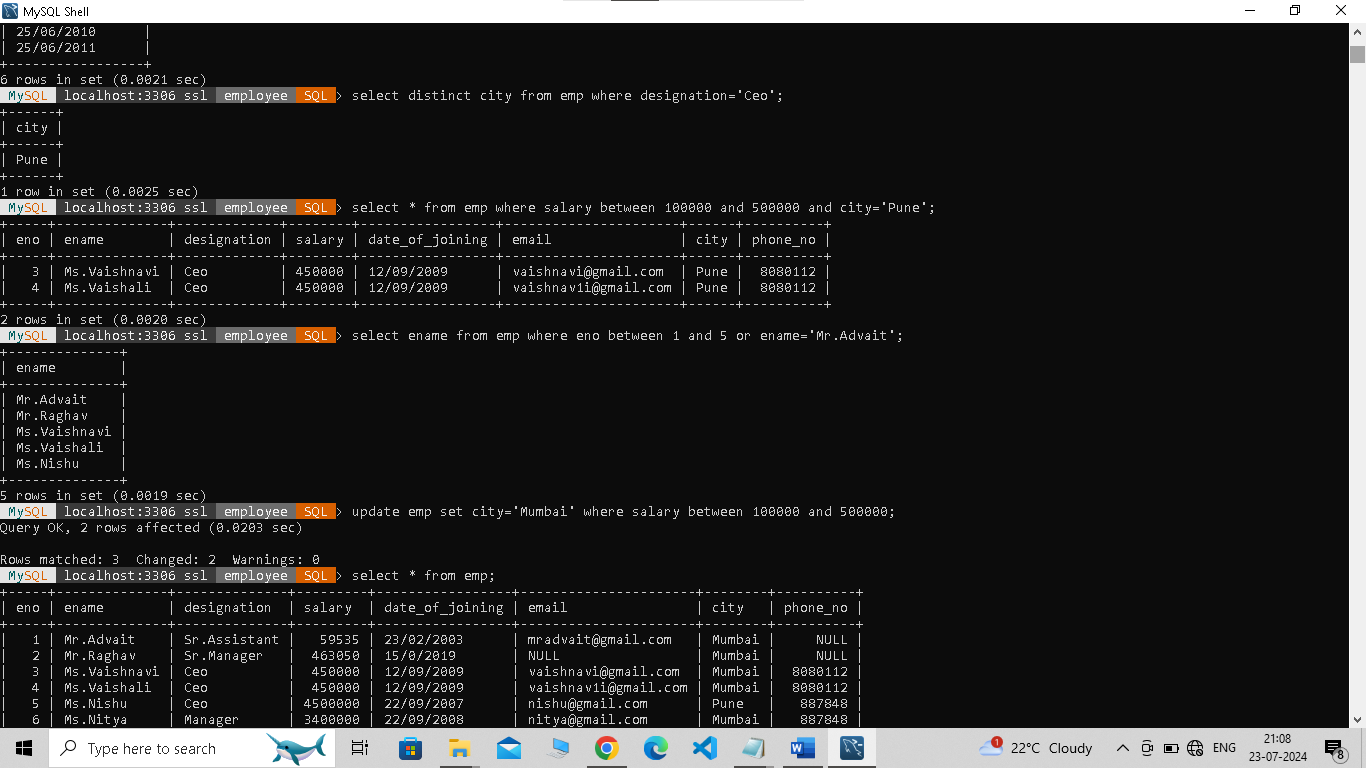 MySQL Shell
| 25/06/2010      |
| 25/06/2011      |
+-----------------+
6 rows in set (0.0021 sec)
MySQL localhost:3306 ssl employee SQL > select distinct city from emp where designation='Ceo';
+------+
| city |
+------+
| Pune |
+------+
1 row in set (0.0025 sec)
MySQL localhost:3306 ssl employee SQL > select * from emp where salary between 100000 and 500000 and city='Pune';
+-----+--------------+-------------+--------+-----------------+----------------------+------+----------+
| eno | ename        | designation | salary | date_of_joining | email                | city | phone_no |
+-----+--------------+-------------+--------+-----------------+----------------------+------+----------+
|   3 | Ms.Vaishnavi | Ceo         | 450000 | 12/09/2009      | vaishnavi@gmail.com  | Pune |  8080112 |
|   4 | Ms.Vaishali  | Ceo         | 450000 | 12/09/2009      | vaishnav1i@gmail.com | Pune |  8080112 |
+-----+--------------+-------------+--------+-----------------+----------------------+------+----------+
2 rows in set (0.0020 sec)
MySQL localhost:3306 ssl employee SQL > select ename from emp where eno between 1 and 5 or ename='Mr.Advait';
+--------------+
| ename        |
+--------------+
| Mr.Advait    |
| Mr.Raghav    |
| Ms.Vaishnavi |
| Ms.Vaishali  |
| Ms.Nishu     |
+--------------+
5 rows in set (0.0019 sec)
MySQL localhost:3306 ssl employee SQL > update emp set city='Mumbai' where salary between 100000 and 500000;
Query OK, 2 rows affected (0.0203 sec)
Rows matched: 3  Changed: 2  Warnings: 0
MySQL localhost:3306 ssl employee SQL > select * from emp;
+-----+--------------+--------------+---------+-----------------+----------------------+--------+----------+
| eno | ename        | designation  | salary  | date_of_joining | email                | city   | phone_no |
+-----+--------------+--------------+---------+-----------------+----------------------+--------+----------+
|   1 | Mr.Advait    | Sr.Assistant |   59535 | 23/02/2003      | mradvait@gmail.com   | Mumbai |     NULL |
|   2 | Mr.Raghav    | Sr.Manager   |  463050 | 15/0/2019       | NULL                 | Mumbai |     NULL |
|   3 | Ms.Vaishnavi | Ceo          |  450000 | 12/09/2009      | vaishnavi@gmail.com  | Mumbai |  8080112 |
|   4 | Ms.Vaishali  | Ceo          |  450000 | 12/09/2009      | vaishnav1i@gmail.com | Mumbai |  8080112 |
|   5 | Ms.Nishu     | Ceo          | 4500000 | 22/09/2007      | nishu@gmail.com      | Pune   |   887848 |
|   6 | Ms.Nitya     | Manager      | 3400000 | 22/09/2008      | nitya@gmail.com      | Mumbai |   887848 |
Type here to search
1
22°C Cloudy
ENG
21:08
23-07-2024
8